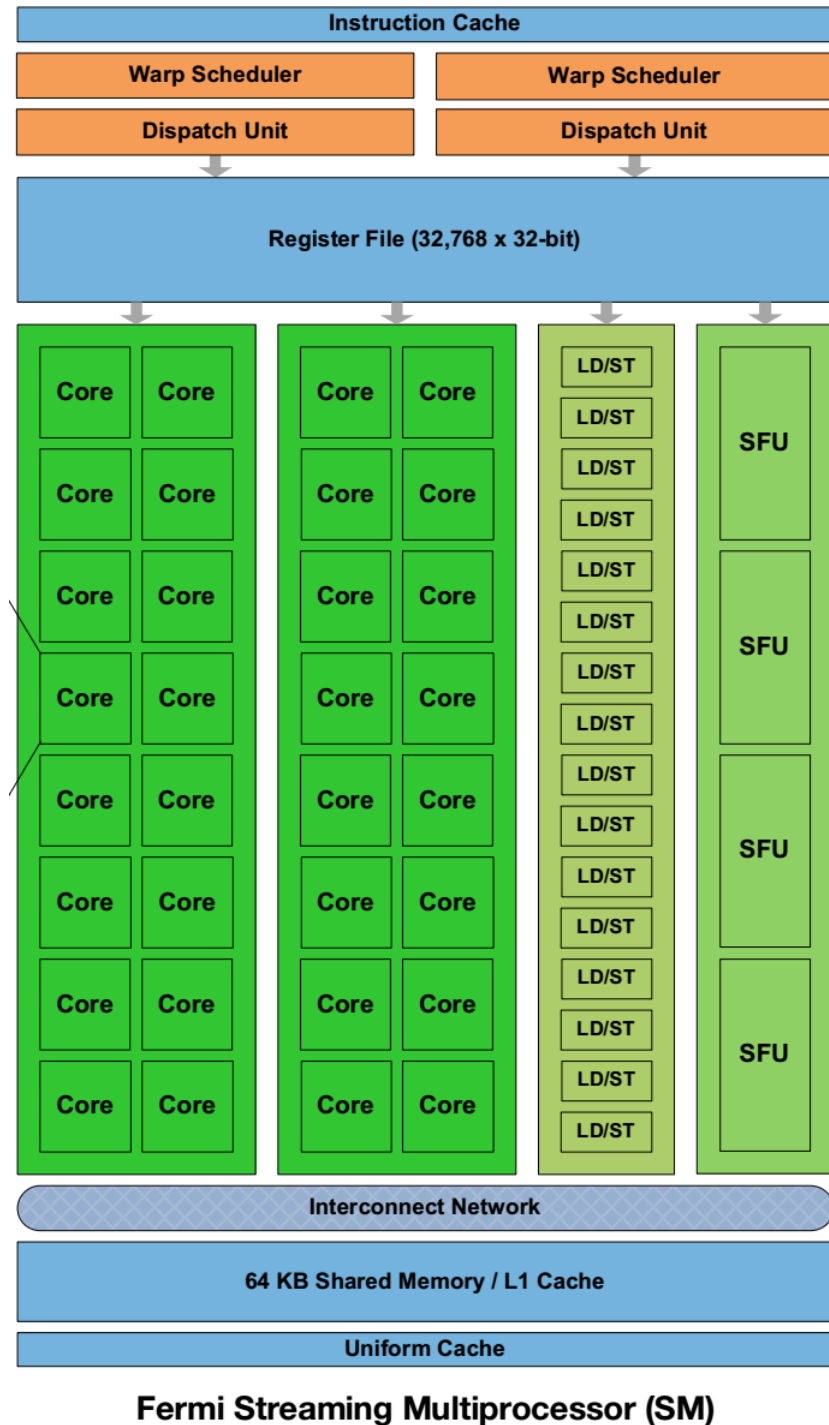 Instruction Cache
Warp Scheduler
Warp Scheduler
Dispatch Unit
Dispatch Unit
Register File (32,768 x 32-bit)
Core
Core
Core
Core
LD/ST
LD/ST
SFU
Core
Core
Core
Core
LD/ST
LD/ST
Core
Core
Core
Core
LD/ST
LD/ST
SFU
Core
Core
Core
Core
LD/ST
LD/ST
Core
Core
Core
Core
LD/ST
LD/ST
SFU
Core
Core
Core
Core
LD/ST
LD/ST
Core
Core
Core
Core
LD/ST
LD/ST
SFU
Core
Core
Core
Core
LD/ST
LD/ST
Interconnect Network
64 KB Shared Memory / L1 Cache
Uniform Cache
Fermi Streaming Multiprocessor (SM)